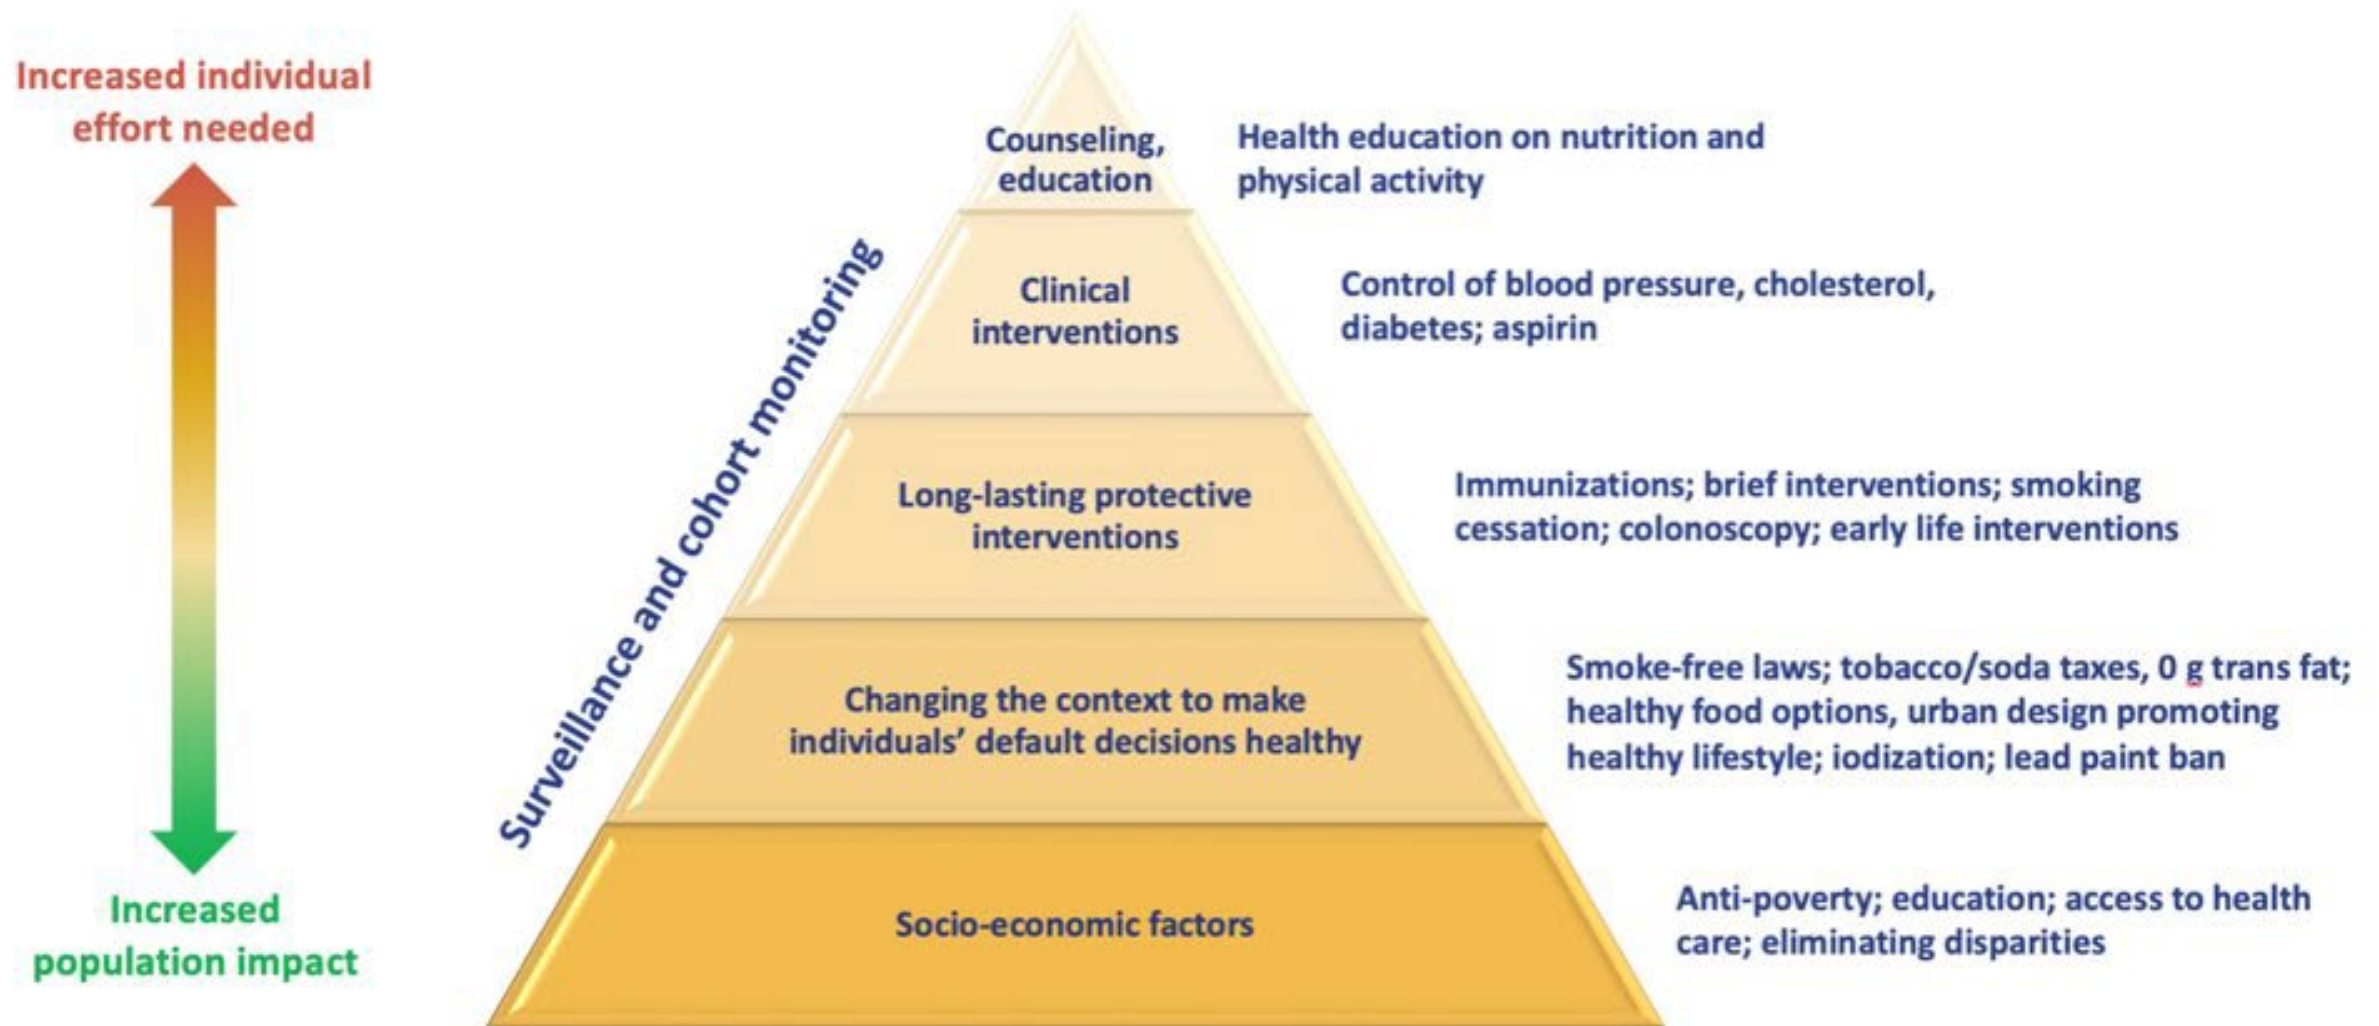 Increased individual
effort needed
Increased
population impact
Surveillance and cohort monitoring
Counseling,
education
Health education on nutrition and
physical activity
Clinical
interventions
Control of blood pressure, cholesterol,
diabetes; aspirin
Long-lasting protective
interventions
Immunizations; brief interventions; smoking
cessation; colonoscopy; early life interventions
Changing the context to make
individuals’ default decisions healthy
Smoke-free laws; tobacco/soda taxes, 0 g trans fat;
healthy food options, urban design promoting
healthy lifestyle; iodization; lead paint ban
Socio-economic factors
Anti-poverty; education; access to health
care; eliminating disparities